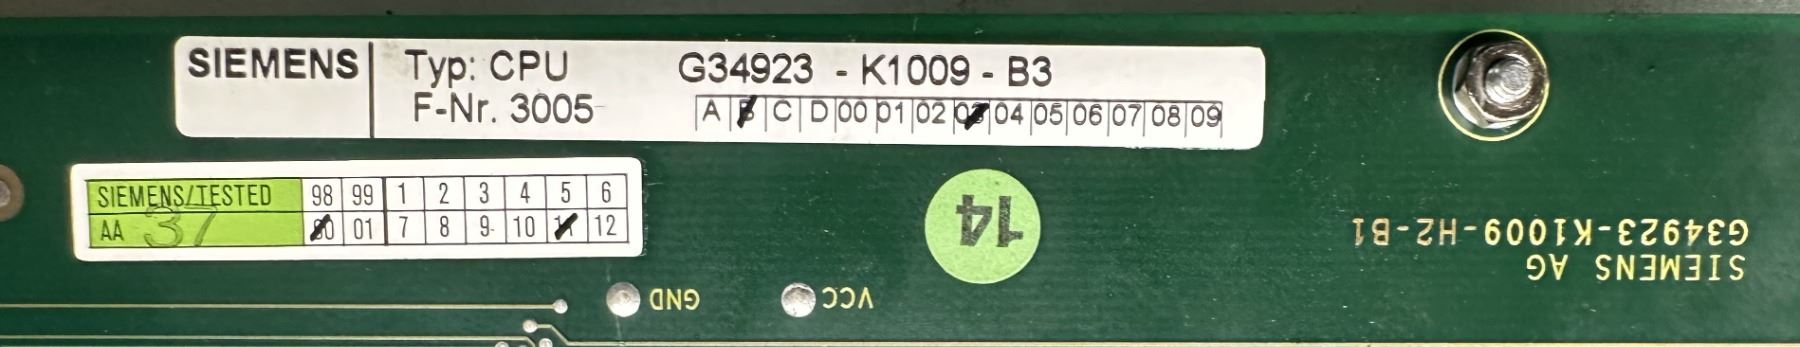 SIEMENS
Typ: CPU G34923 - K1009 - B3
F-Nr. 3005 A B C D 00 01 02 03 04 05 06 07 08 09
SIEMENS/TESTED 98 99 1 2 3 4 5 6
AA 37 00 01 7 8 9 10 11 12
14
G34923-K1009-H2-B1
SIEMENS AG
GND
VCC